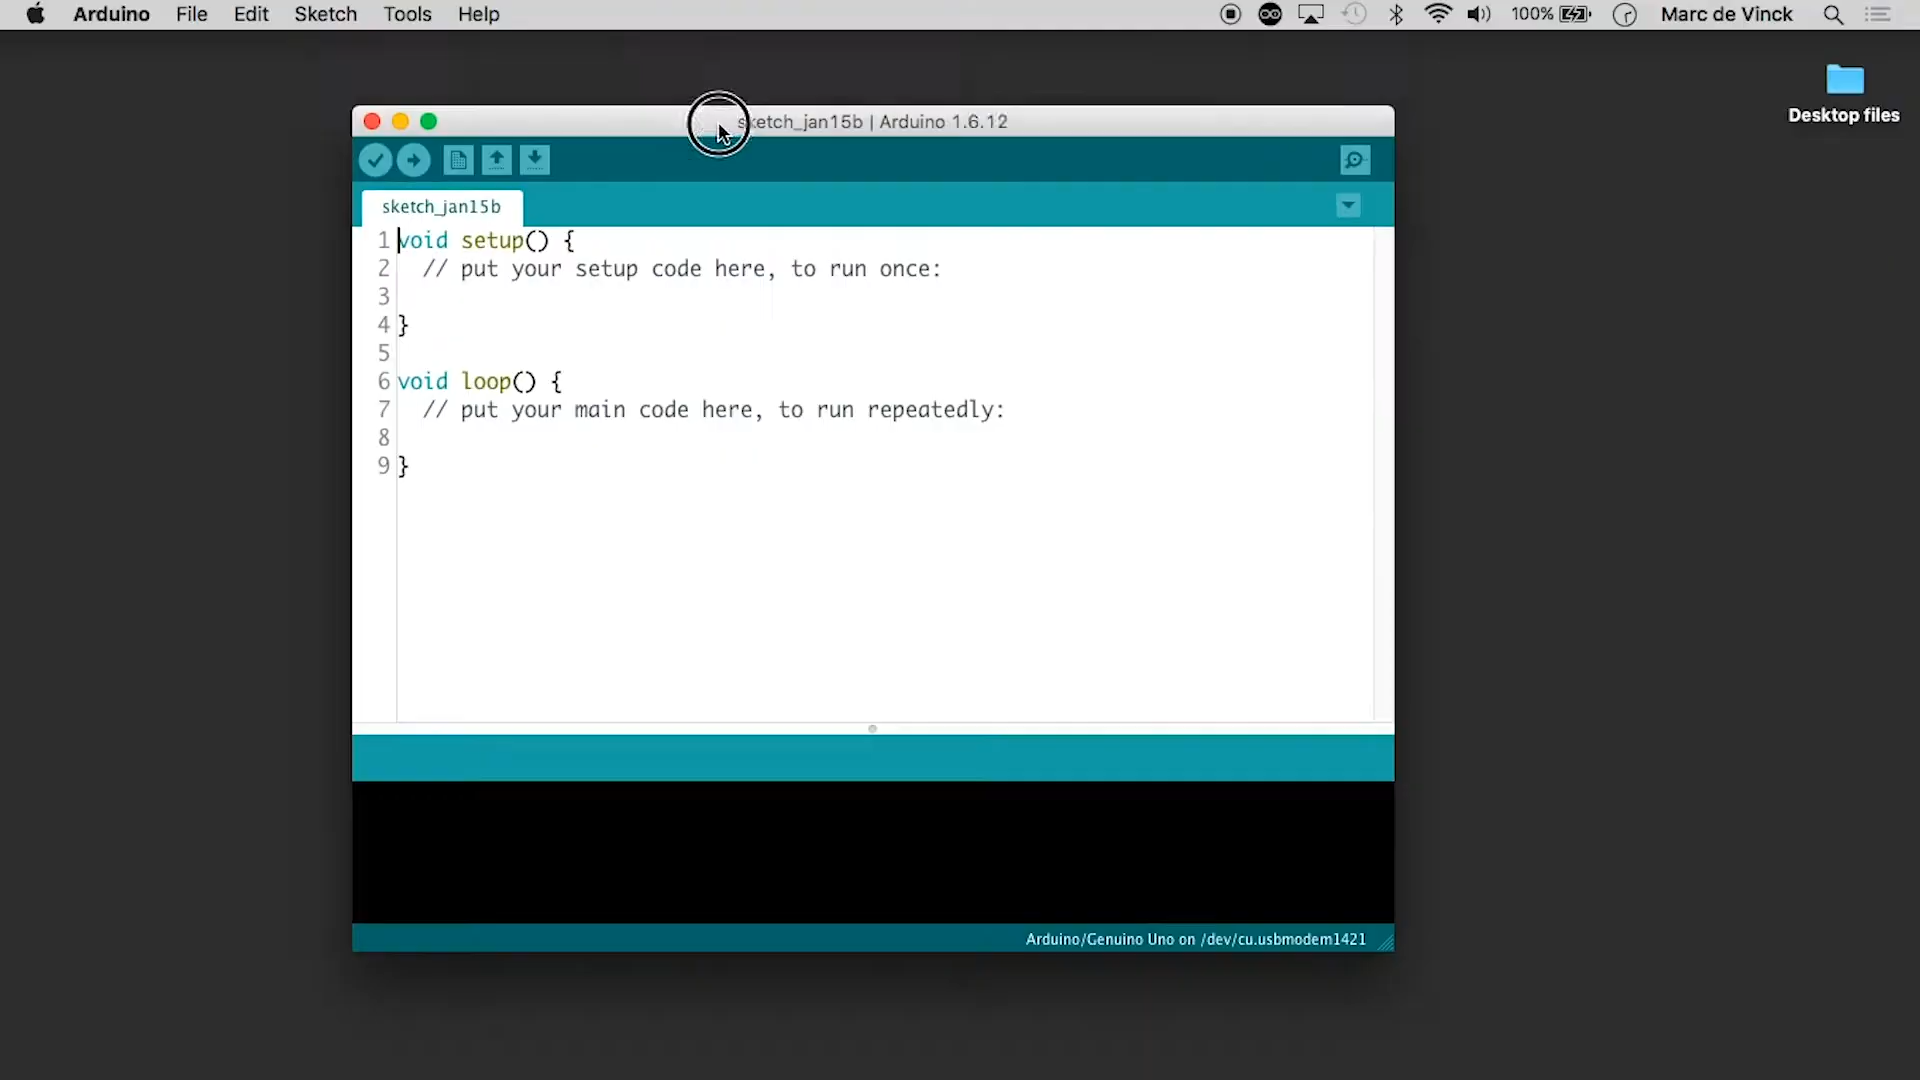 Arduino File Edit Sketch Tools Help 100% Marc de Vinck
Desktop files
sketch_jan15b | Arduino 1.6.12
sketch_jan15b
1 void setup() {
2 // put your setup code here, to run once:
3
4 }
5
6 void loop() {
7 // put your main code here, to run repeatedly:
8
9 }
Arduino/Genuino Uno on /dev/cu.usbmodem1421